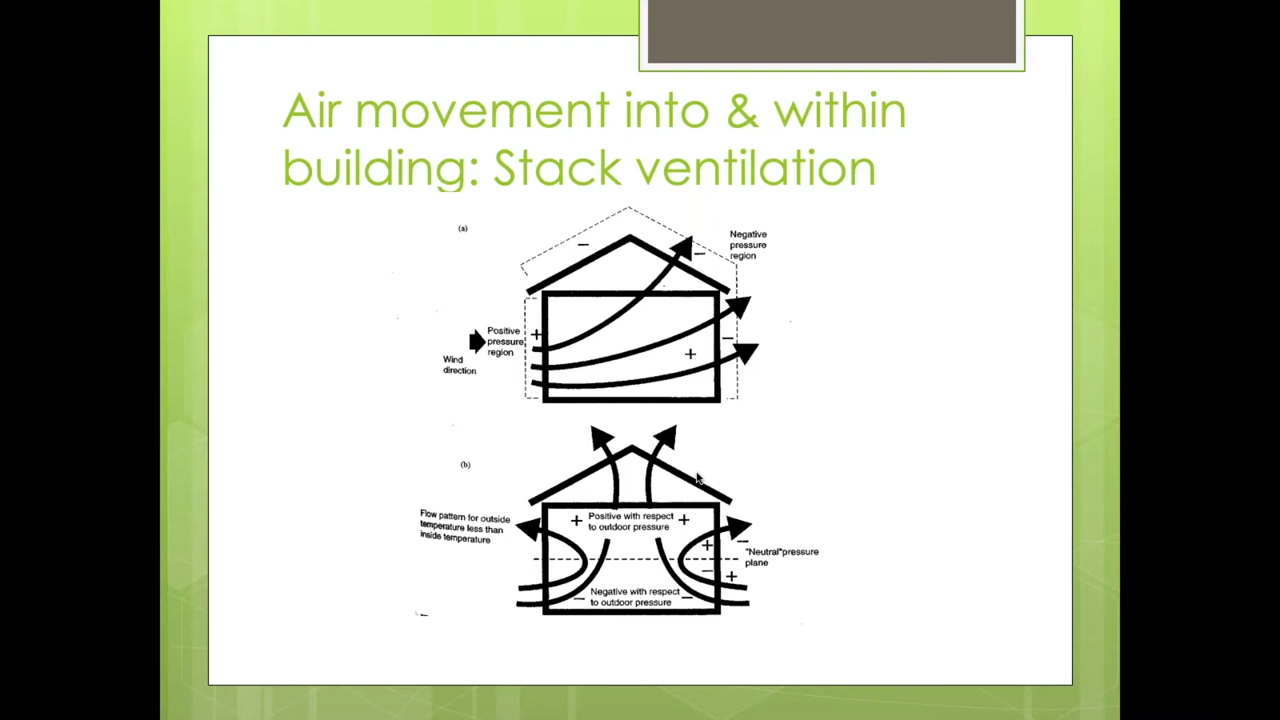 Air movement into & within
building: Stack ventilation
(a)
Negative
pressure
region
Positive
pressure
region
Wind
direction
(b)
Flow pattern for outside
temperature less than
inside temperature
Positive with respect
to outdoor pressure
"Neutral"pressure
plane
Negative with respect
to outdoor pressure